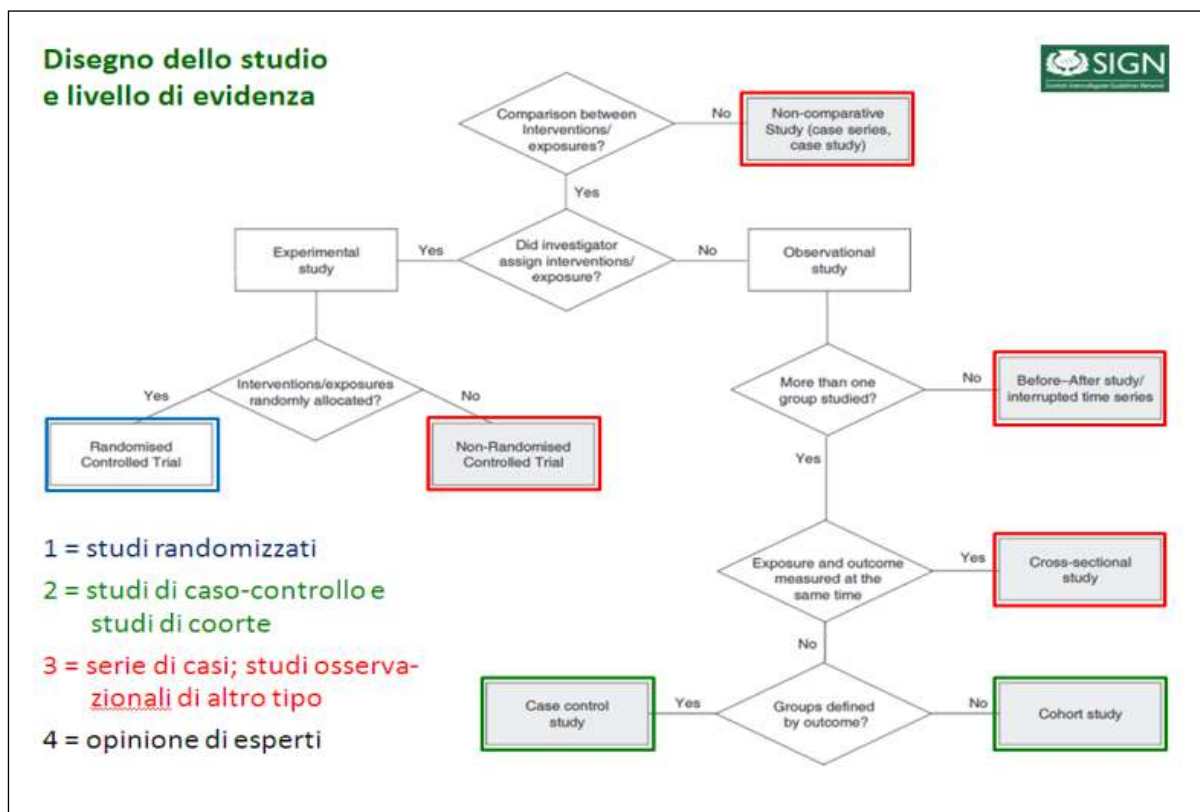 Disegno dello studio
e livello di evidenza
SIGN
Scottish Intercollegiate Guidelines Network
Comparison between
Interventions/
exposures?
No
Non-comparative
Study (case series,
case study)
Yes
Experimental
study
Yes
Did investigator
assign interventions/
exposure?
No
Observational
study
Yes
Interventions/exposures
randomly allocated?
No
More than one
group studied?
No
Before–After study/
interrupted time series
Randomised
Controlled Trial
Non-Randomised
Controlled Trial
Yes
1 = studi randomizzati
2 = studi di caso-controllo e
studi di coorte
3 = serie di casi; studi osserva-
zionali di altro tipo
4 = opinione di esperti
Exposure and outcome
measured at the
same time
Yes
Cross-sectional
study
No
Case control
study
Yes
Groups defined
by outcome?
No
Cohort study